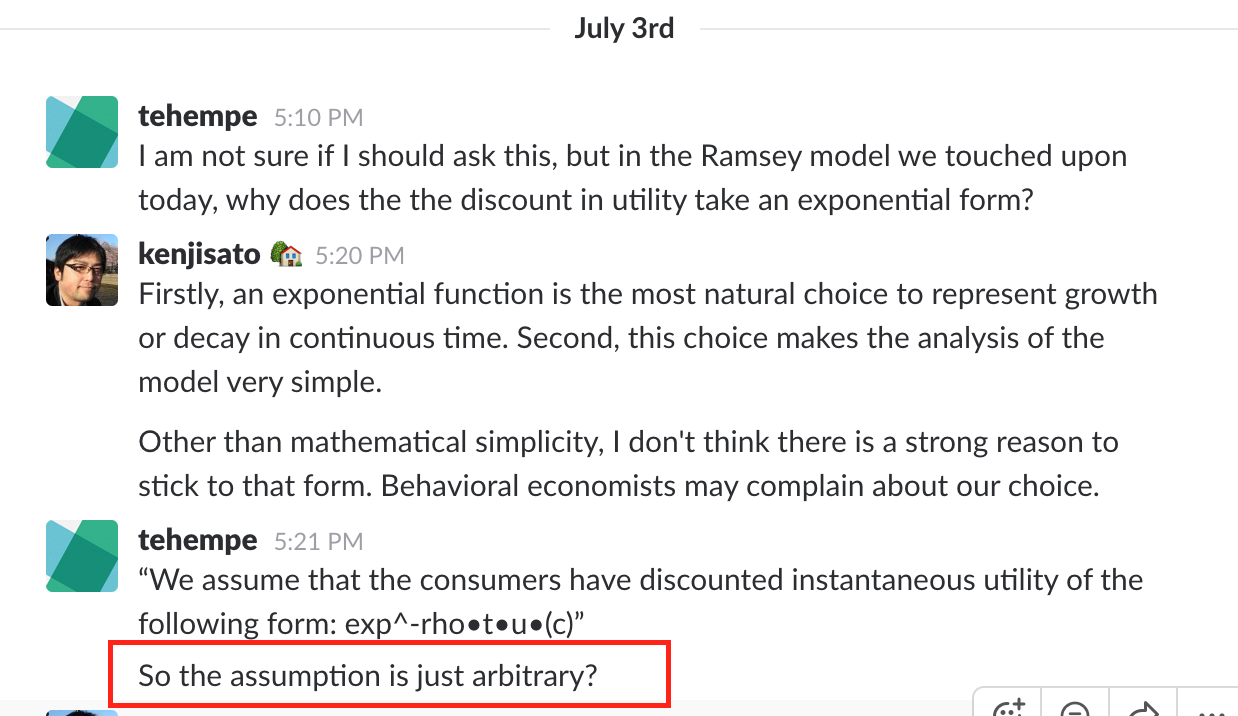 July 3rd
tehempe 5:10 PM
I am not sure if I should ask this, but in the Ramsey model we touched upon
today, why does the the discount in utility take an exponential form?
kenjisato 5:20 PM
Firstly, an exponential function is the most natural choice to represent growth
or decay in continuous time. Second, this choice makes the analysis of the
model very simple.
Other than mathematical simplicity, I don't think there is a strong reason to
stick to that form. Behavioral economists may complain about our choice.
tehempe 5:21 PM
“We assume that the consumers have discounted instantaneous utility of the
following form: exp^-rho•t•u•(c)”
So the assumption is just arbitrary?